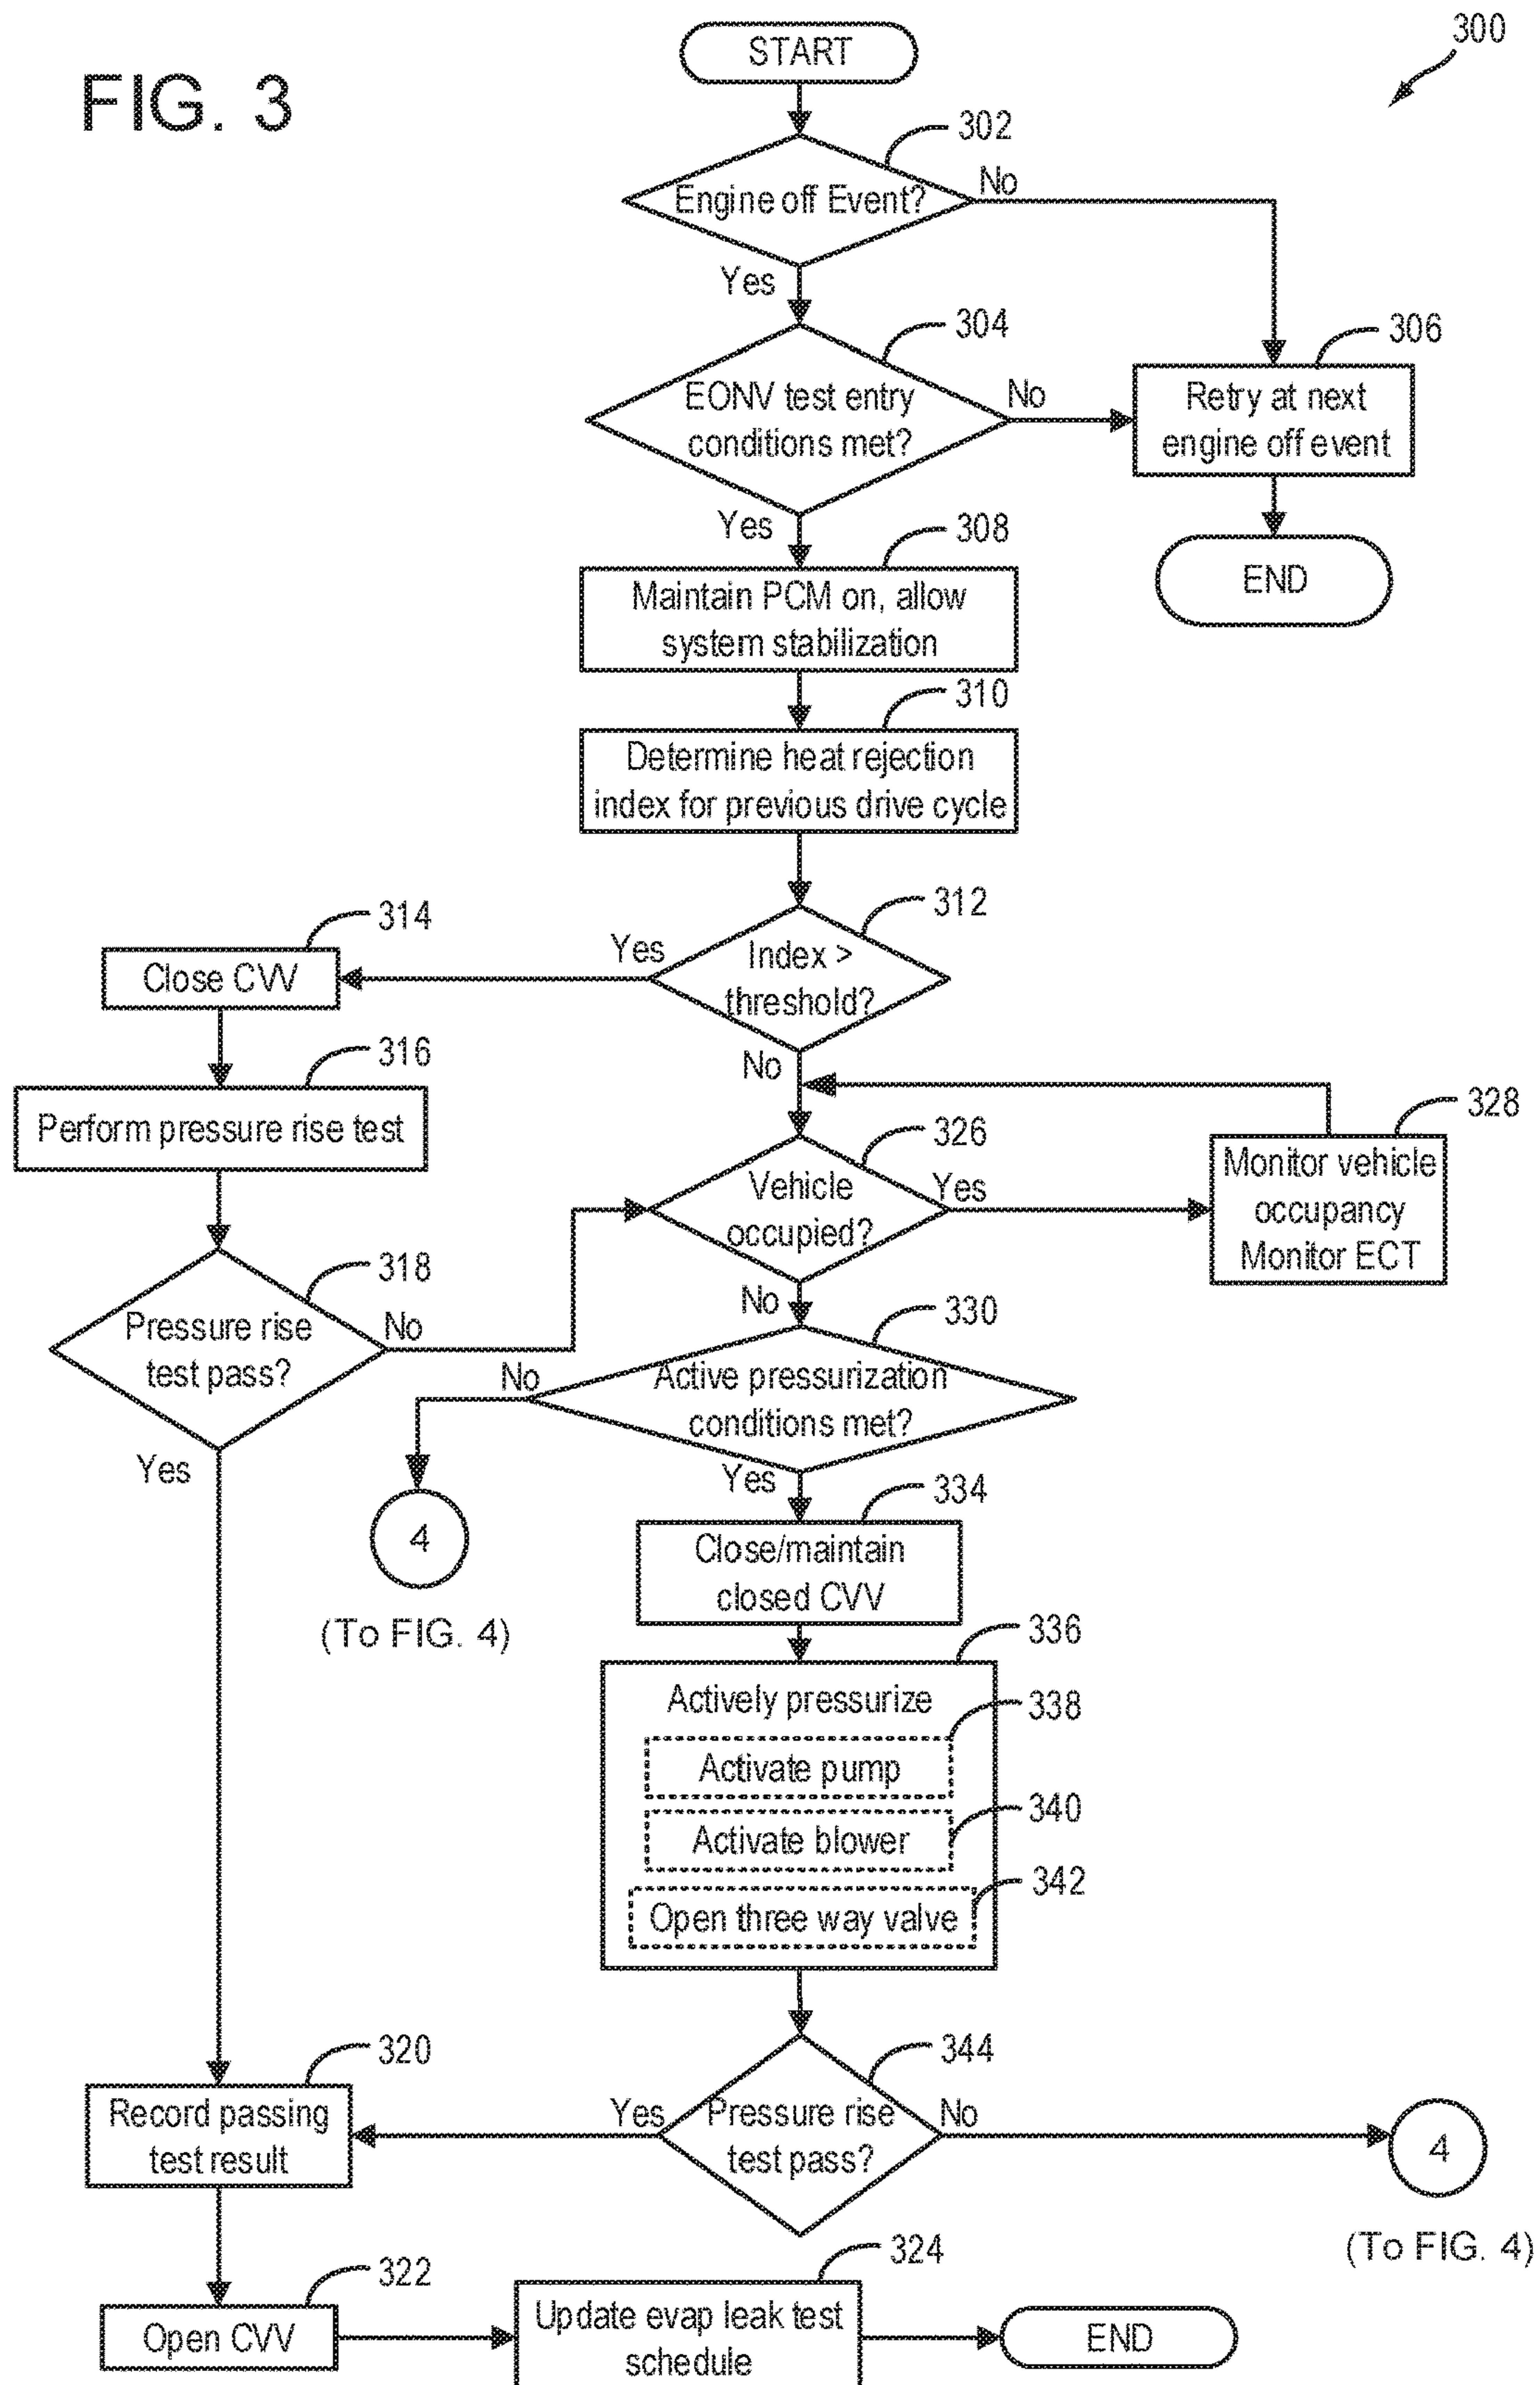 FIG. 3
300
START
302
Engine off Event?
No
Yes
304
EONV test entry
conditions met?
No
306
Retry at next
engine off event
Yes
END
308
Maintain PCM on, allow
system stabilization
310
Determine heat rejection
index for previous drive cycle
312
Index >
threshold?
Yes
314
Close CVV
No
316
Perform pressure rise test
326
Vehicle
occupied?
Yes
328
Monitor vehicle
occupancy
Monitor ECT
318
Pressure rise
test pass?
No
Yes
No
330
Active pressurization
conditions met?
No
4
(To FIG. 4)
Yes
334
Close/maintain
closed CVV
336
Actively pressurize
338
Activate pump
340
Activate blower
342
Open three way valve
344
Pressure rise
test pass?
Yes
No
4
(To FIG. 4)
320
Record passing
test result
322
Open CVV
324
Update evap leak test
schedule
END